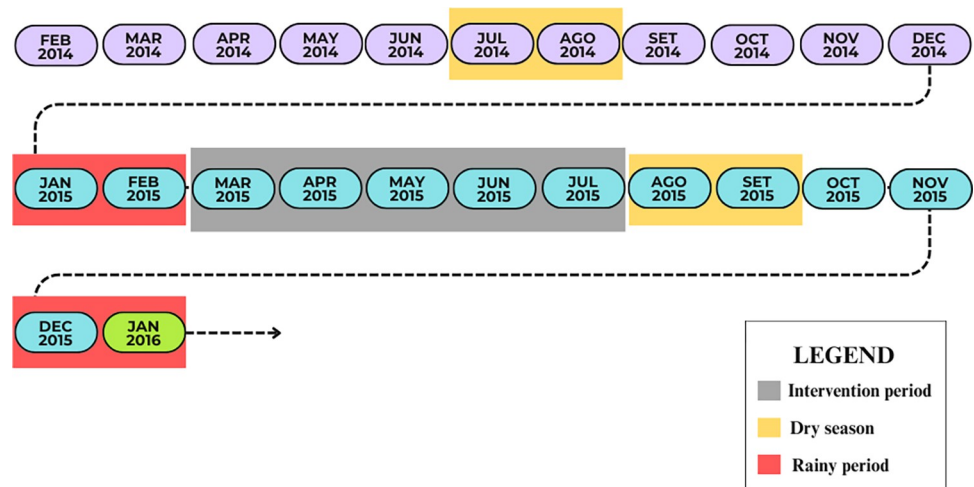 FEB
2014
MAR
2014
APR
2014
MAY
2014
JUN
2014
JUL
2014
AGO
2014
SET
2014
OCT
2014
NOV
2014
DEC
2014
JAN
2015
FEB
2015
MAR
2015
APR
2015
MAY
2015
JUN
2015
JUL
2015
AGO
2015
SET
2015
OCT
2015
NOV
2015
DEC
2015
JAN
2016
LEGEND
Intervention period
Dry season
Rainy period